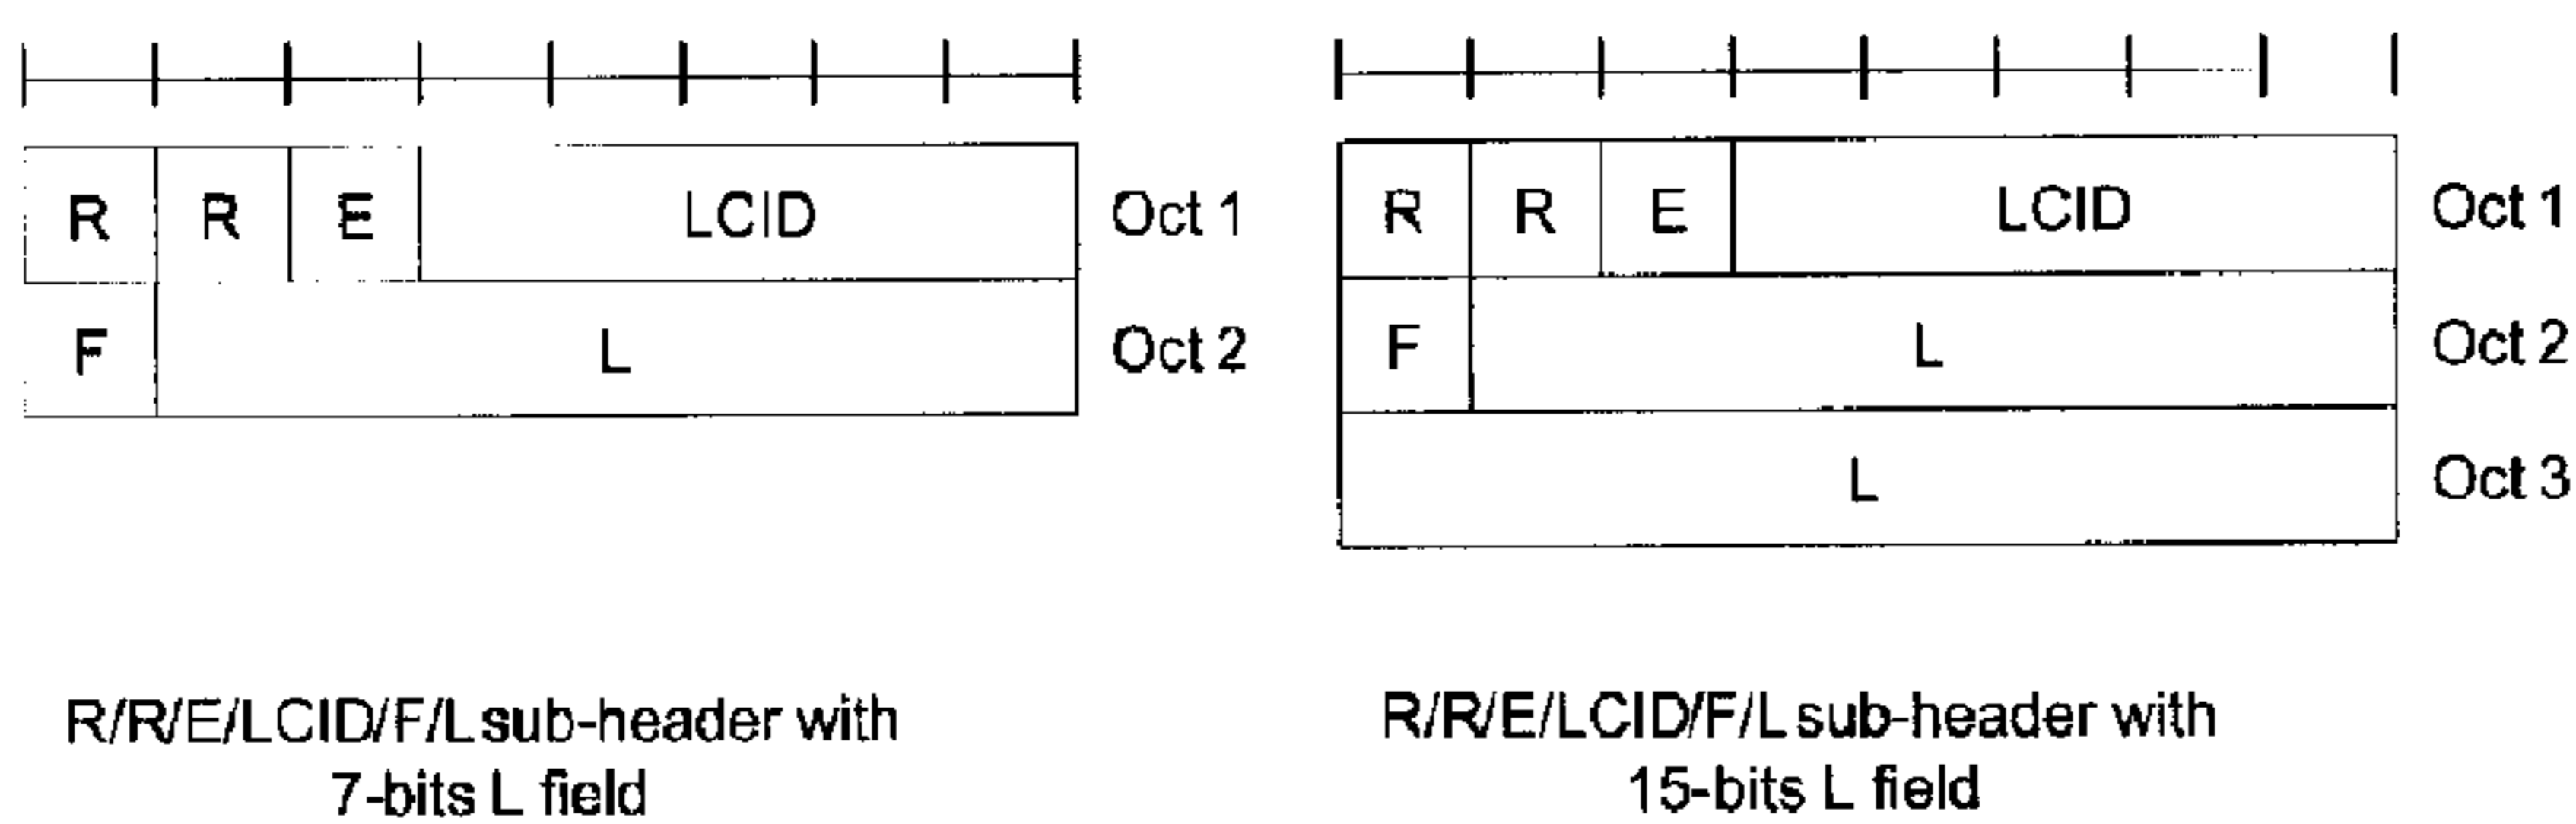 R R E LCID Oct 1
F L Oct 2
R/R/E/LCID/F/L sub-header with
7-bits L field
R R E LCID Oct 1
F L Oct 2
L Oct 3
R/R/E/LCID/F/L sub-header with
15-bits L field